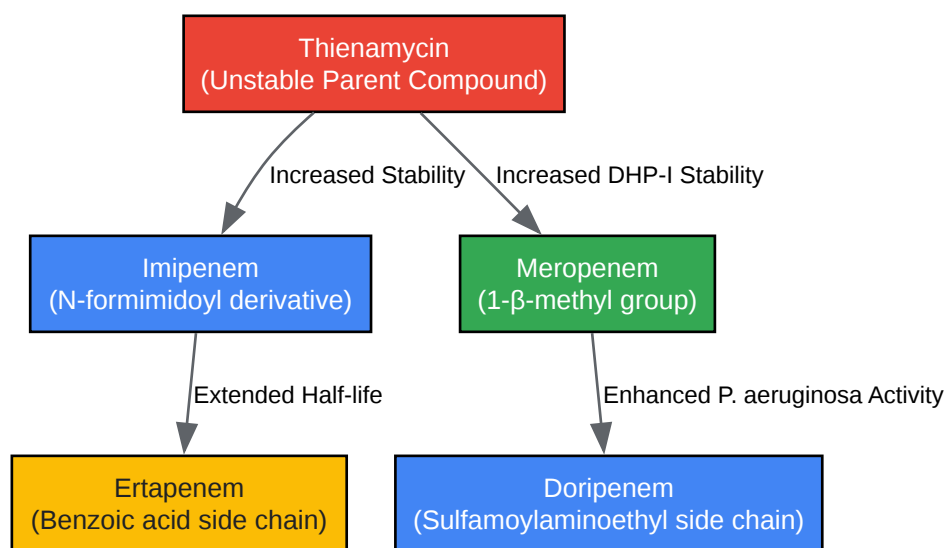 Thienamycin
(Unstable Parent Compound)
Increased Stability
Increased DHP-I Stability
Imipenem
(N-formimidoyl derivative)
Meropenem
(1-β-methyl group)
Extended Half-life
Enhanced P. aeruginosa Activity
Ertapenem
(Benzoic acid side chain)
Doripenem
(Sulfamoylaminoethyl side chain)